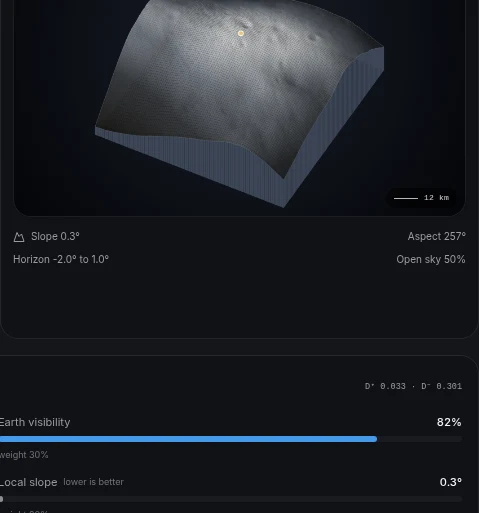 12 km
Slope 0.3° Aspect 257°
Horizon -2.0° to 1.0° Open sky 50%
D⁺ 0.033 · D⁻ 0.301
Earth visibility 82%
weight 30%
Local slope lower is better 0.3°